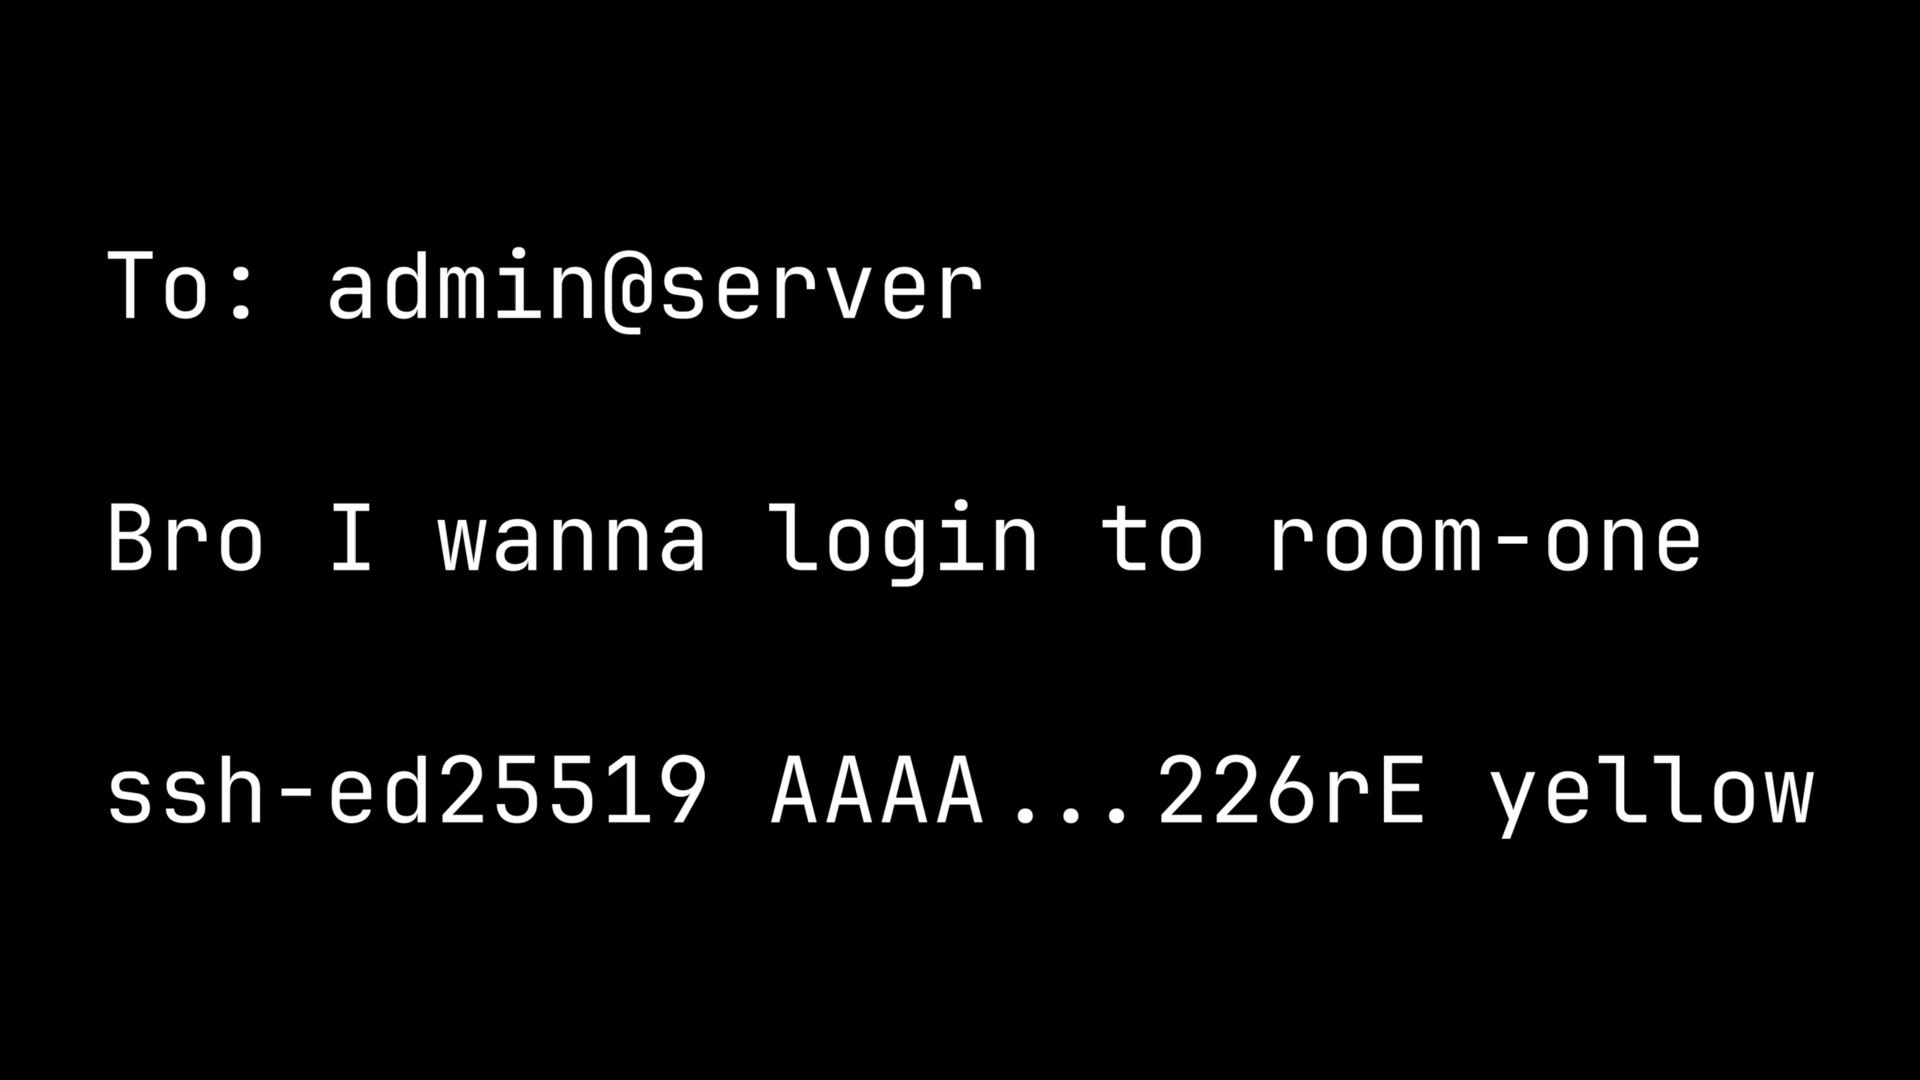 To: admin@server
Bro I wanna login to room-one
ssh-ed25519 AAAA...226rE yellow